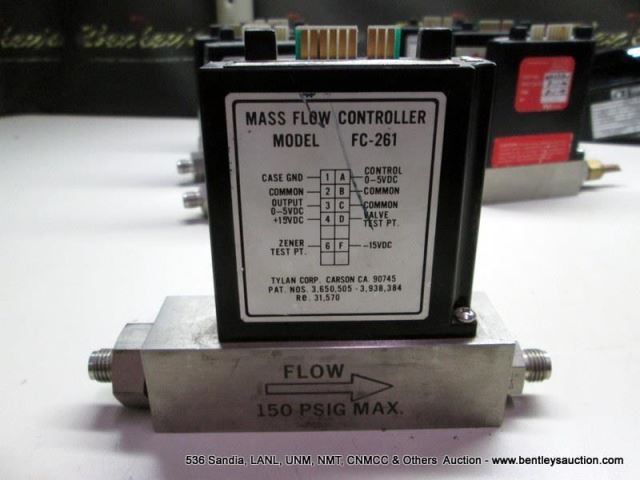 MASS FLOW CONTROLLER
MODEL FC-261
CASE GND 1 A CONTROL 0-5VDC
COMMON 2 B COMMON
OUTPUT 0-5VDC 3 C COMMON
+15VDC 4 D VALVE TEST PT.
ZENER TEST PT. 6 F -15VDC
TYLAN CORP. CARSON CA. 90745
PAT. NOS. 3,650,505 - 3,938,384
Re. 31,570
FLOW
150 PSIG MAX.
536 Sandia, LANL, UNM, NMT, CNMCC & Others Auction - www.bentleysauction.com